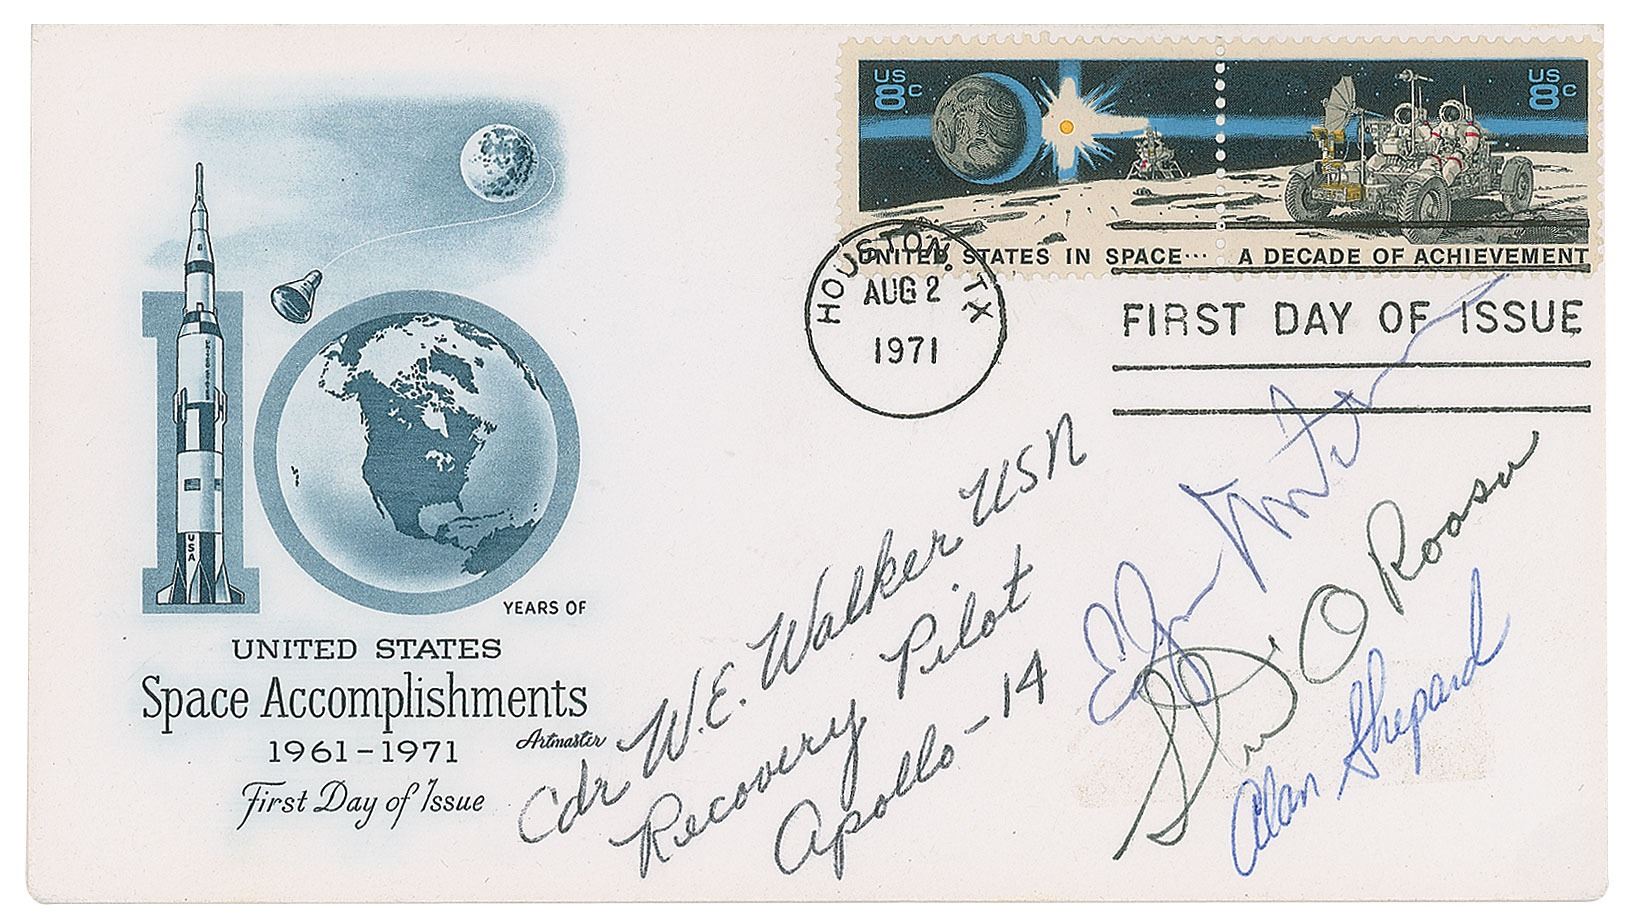 US 8c
US 8c
UNITED STATES IN SPACE... A DECADE OF ACHIEVEMENT
HOUSTON, TX
AUG 2
1971
FIRST DAY OF ISSUE
USA
YEARS OF
UNITED STATES
Space Accomplishments
1961-1971
Artmaster
First Day of Issue
Cdr W.E. Walker USN
Recovery Pilot
Apollo-14
Stuart A Roosa
Alan Shepard